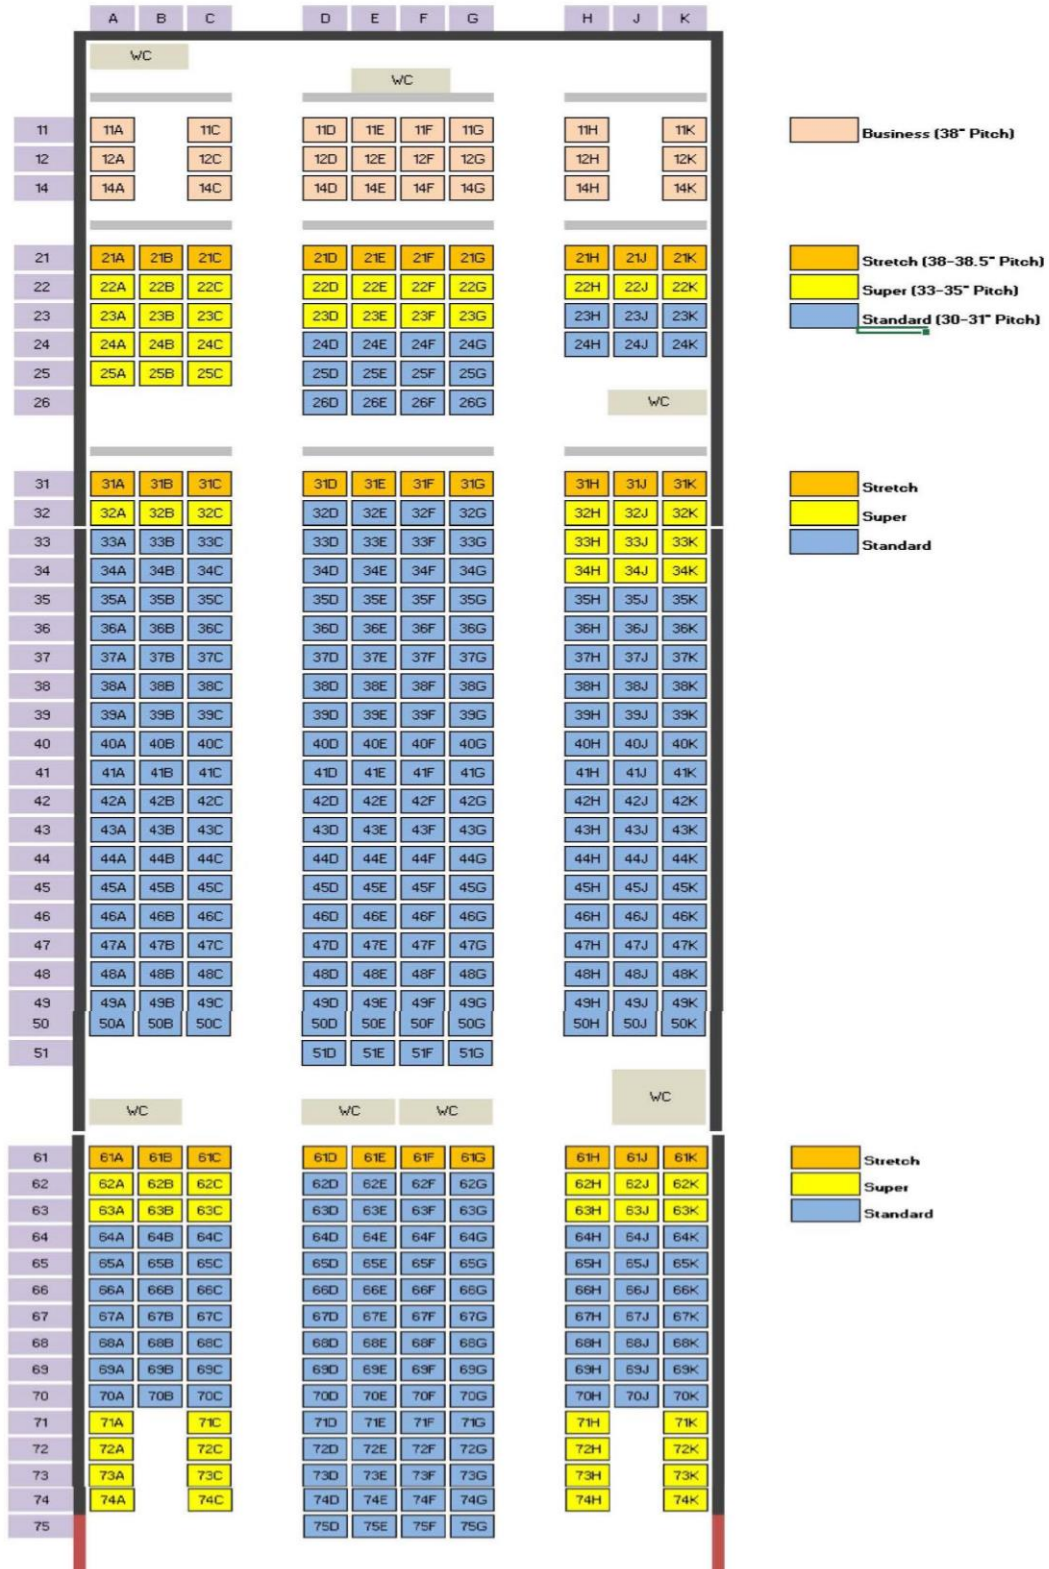 A B C D E F G H J K
WC
WC
11 11A 11C 11D 11E 11F 11G 11H 11K Business (38" Pitch)
12 12A 12C 12D 12E 12F 12G 12H 12K
14 14A 14C 14D 14E 14F 14G 14H 14K
21 21A 21B 21C 21D 21E 21F 21G 21H 21J 21K Stretch (38-38.5" Pitch)
22 22A 22B 22C 22D 22E 22F 22G 22H 22J 22K Super (33-35" Pitch)
23 23A 23B 23C 23D 23E 23F 23G 23H 23J 23K Standard (30-31" Pitch)
24 24A 24B 24C 24D 24E 24F 24G 24H 24J 24K
25 25A 25B 25C 25D 25E 25F 25G
26 26D 26E 26F 26G WC
31 31A 31B 31C 31D 31E 31F 31G 31H 31J 31K Stretch
32 32A 32B 32C 32D 32E 32F 32G 32H 32J 32K Super
33 33A 33B 33C 33D 33E 33F 33G 33H 33J 33K Standard
34 34A 34B 34C 34D 34E 34F 34G 34H 34J 34K
35 35A 35B 35C 35D 35E 35F 35G 35H 35J 35K
36 36A 36B 36C 36D 36E 36F 36G 36H 36J 36K
37 37A 37B 37C 37D 37E 37F 37G 37H 37J 37K
38 38A 38B 38C 38D 38E 38F 38G 38H 38J 38K
39 39A 39B 39C 39D 39E 39F 39G 39H 39J 39K
40 40A 40B 40C 40D 40E 40F 40G 40H 40J 40K
41 41A 41B 41C 41D 41E 41F 41G 41H 41J 41K
42 42A 42B 42C 42D 42E 42F 42G 42H 42J 42K
43 43A 43B 43C 43D 43E 43F 43G 43H 43J 43K
44 44A 44B 44C 44D 44E 44F 44G 44H 44J 44K
45 45A 45B 45C 45D 45E 45F 45G 45H 45J 45K
46 46A 46B 46C 46D 46E 46F 46G 46H 46J 46K
47 47A 47B 47C 47D 47E 47F 47G 47H 47J 47K
48 48A 48B 48C 48D 48E 48F 48G 48H 48J 48K
49 49A 49B 49C 49D 49E 49F 49G 49H 49J 49K
50 50A 50B 50C 50D 50E 50F 50G 50H 50J 50K
51 51D 51E 51F 51G
WC
WC WC WC
61 61A 61B 61C 61D 61E 61F 61G 61H 61J 61K Stretch
62 62A 62B 62C 62D 62E 62F 62G 62H 62J 62K Super
63 63A 63B 63C 63D 63E 63F 63G 63H 63J 63K Standard
64 64A 64B 64C 64D 64E 64F 64G 64H 64J 64K
65 65A 65B 65C 65D 65E 65F 65G 65H 65J 65K
66 66A 66B 66C 66D 66E 66F 66G 66H 66J 66K
67 67A 67B 67C 67D 67E 67F 67G 67H 67J 67K
68 68A 68B 68C 68D 68E 68F 68G 68H 68J 68K
69 69A 69B 69C 69D 69E 69F 69G 69H 69J 69K
70 70A 70B 70C 70D 70E 70F 70G 70H 70J 70K
71 71A 71C 71D 71E 71F 71G 71H 71K
72 72A 72C 72D 72E 72F 72G 72H 72K
73 73A 73C 73D 73E 73F 73G 73H 73K
74 74A 74C 74D 74E 74F 74G 74H 74K
75 75D 75E 75F 75G